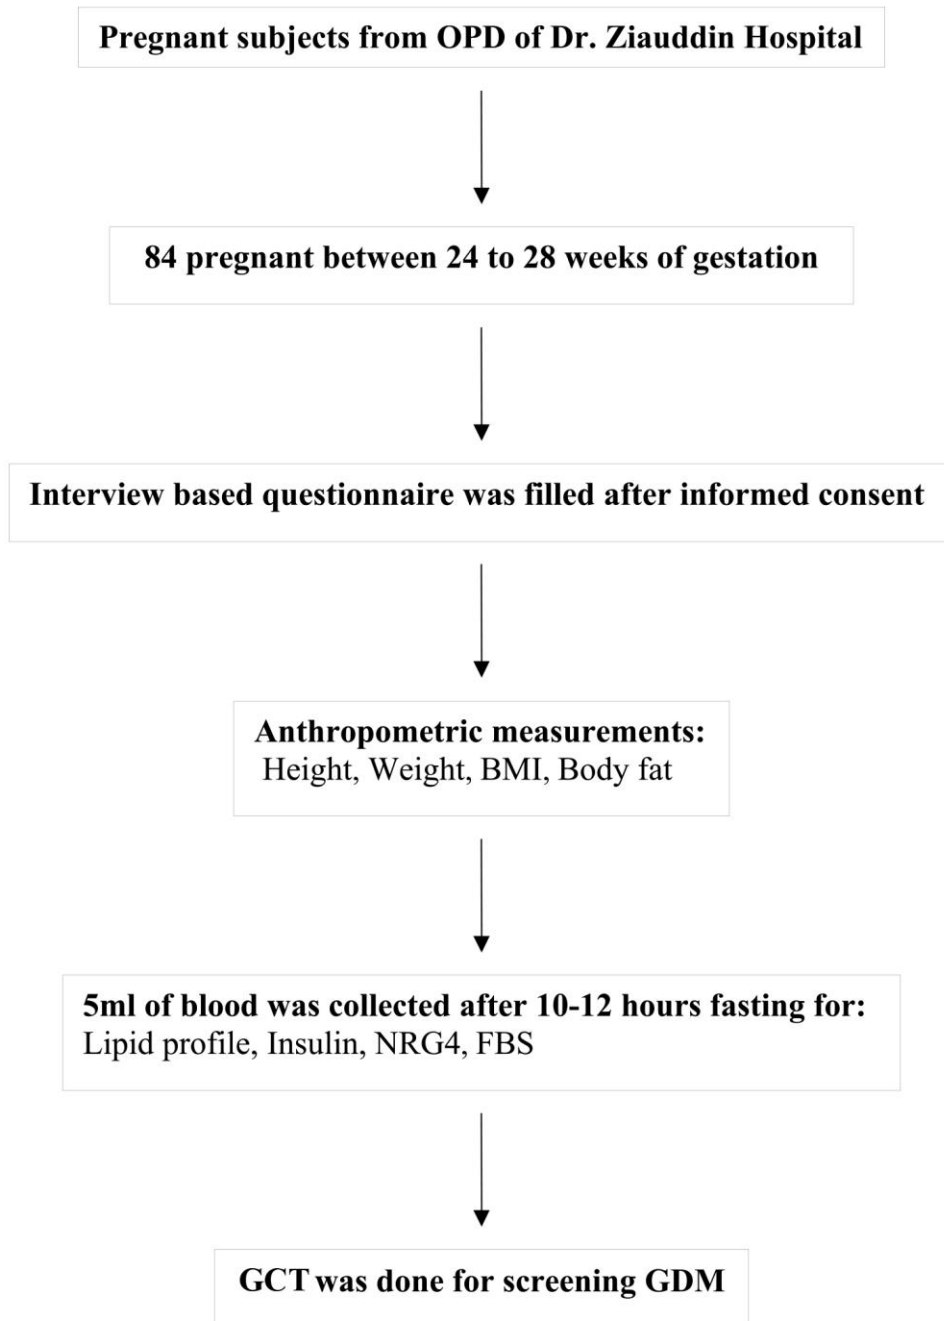 Pregnant subjects from OPD of Dr. Ziauddin Hospital
84 pregnant between 24 to 28 weeks of gestation
Interview based questionnaire was filled after informed consent
Anthropometric measurements:
Height, Weight, BMI, Body fat
5ml of blood was collected after 10-12 hours fasting for:
Lipid profile, Insulin, NRG4, FBS
GCT was done for screening GDM